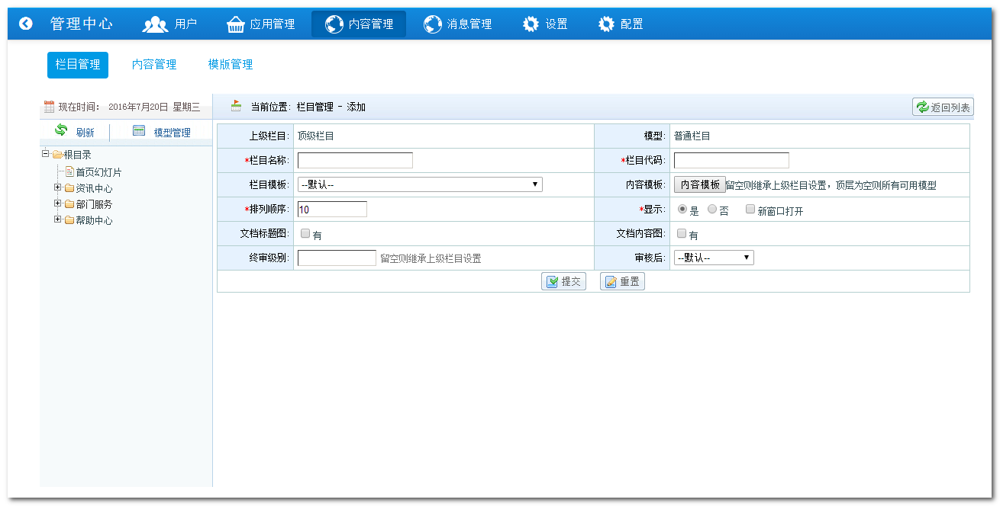 管理中心 用户 应用管理 内容管理 消息管理 设置 配置
栏目管理 内容管理 模版管理
现在时间： 2016年7月20日 星期三
当前位置: 栏目管理 - 添加 返回列表
刷新 模型管理
根目录
首页幻灯片
资讯中心
部门服务
帮助中心
上级栏目: 顶级栏目 模型: 普通栏目
*栏目名称: *栏目代码:
栏目模板: --默认-- 内容模板: 内容模板 留空则继承上级栏目设置，顶层为空则所有可用模型
*排列顺序: 10 *显示: 是 否 新窗口打开
文档标题图: 有 文档内容图: 有
终审级别: 留空则继承上级栏目设置 审核后: --默认--
提交 重置